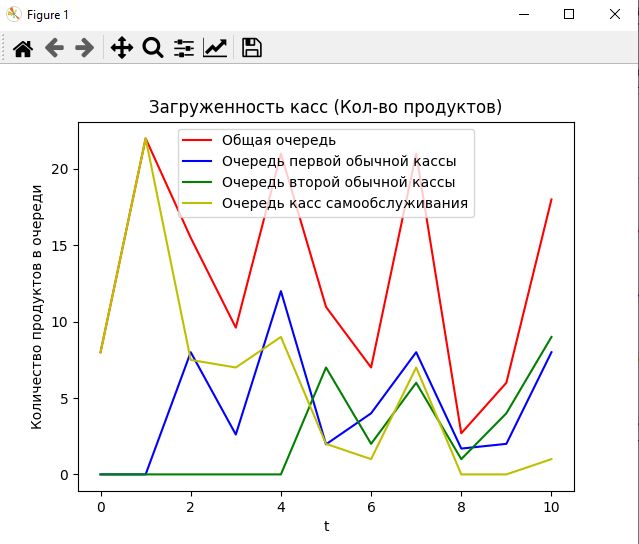 Figure 1
Загруженность касс (Кол-во продуктов)
Общая очередь
Очередь первой обычной кассы
Очередь второй обычной кассы
Очередь касс самообслуживания
Количество продуктов в очереди
20
15
10
5
0
0 2 4 6 8 10
t